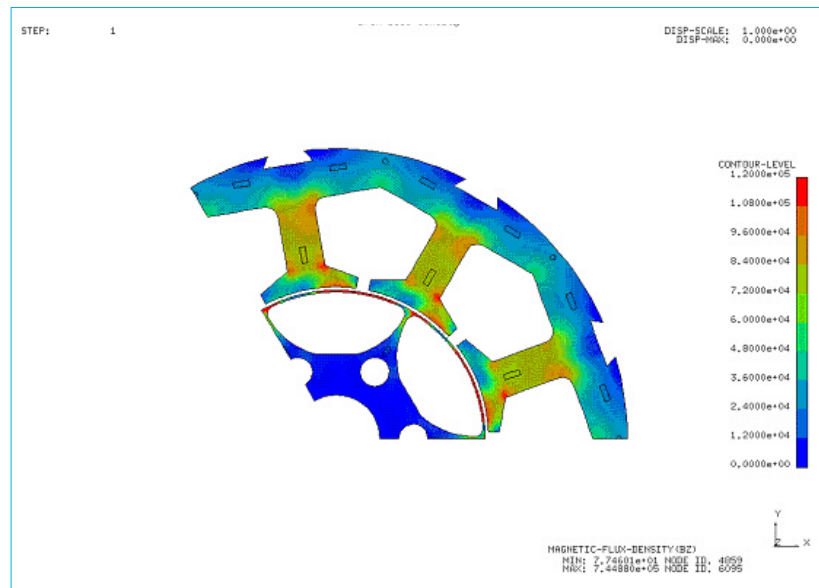 STEP: 1
DISP-SCALE: 1.000e+00
DISP-MAX: 0.000e+00
CONTOUR-LEVEL
1.2000e+05
1.0800e+05
9.6000e+04
8.4000e+04
7.2000e+04
6.0000e+04
4.8000e+04
3.6000e+04
2.4000e+04
1.2000e+04
0.0000e+00
Y
Z X
MAGNETIC-FLUX-DENSITY(BZ)
MIN: 7.74601e+01 NODE ID. 4859
MAX: 7.44880e+05 NODE ID. 6095